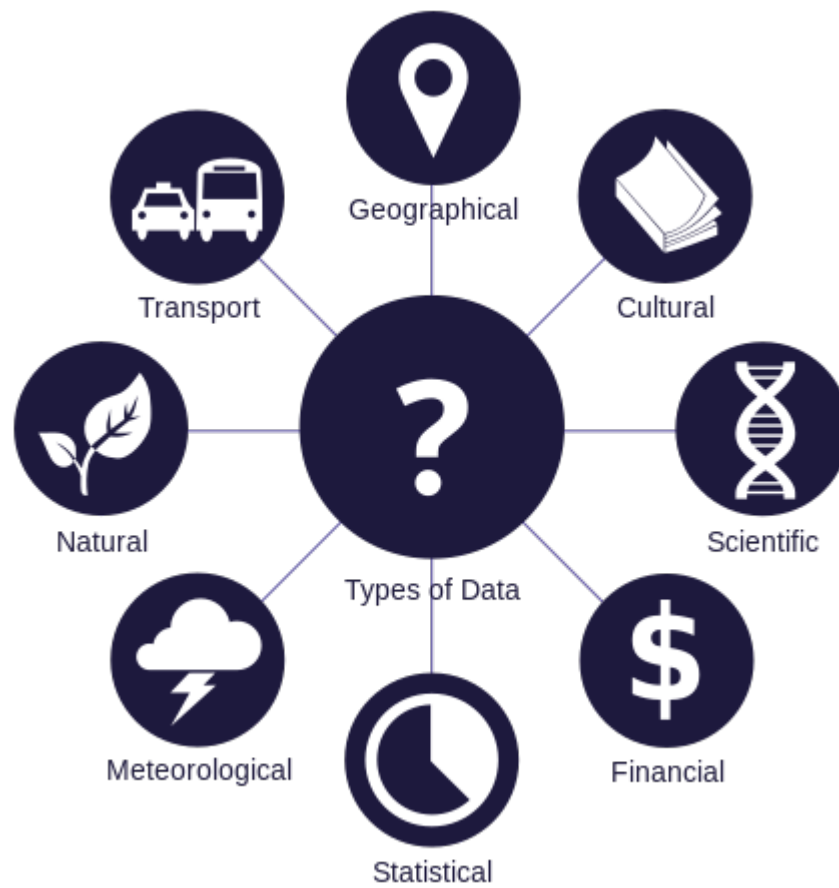 Geographical
Transport
Cultural
?
Natural
Scientific
Types of Data
$
Meteorological
Financial
Statistical